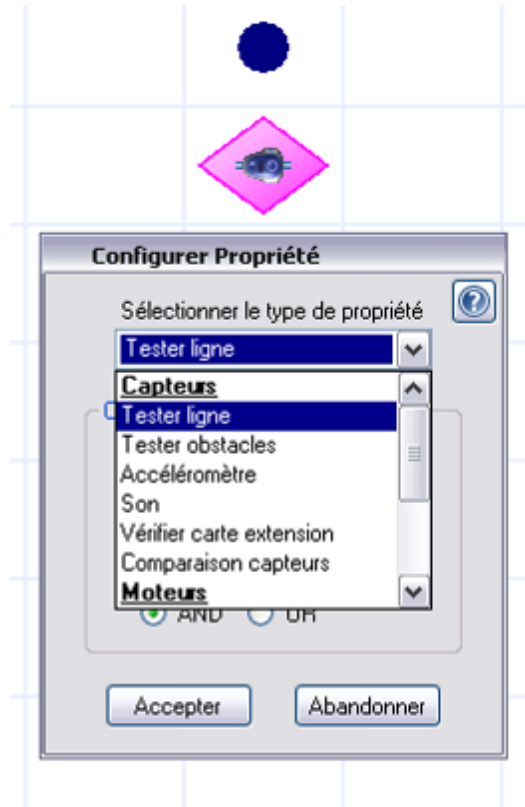 Configurer Propriété
Sélectionner le type de propriété
Tester ligne
Capteurs
Tester ligne
Tester obstacles
Accéléromètre
Son
Vérifier carte extension
Comparaison capteurs
Moteurs
AND OR
Accepter Abandonner